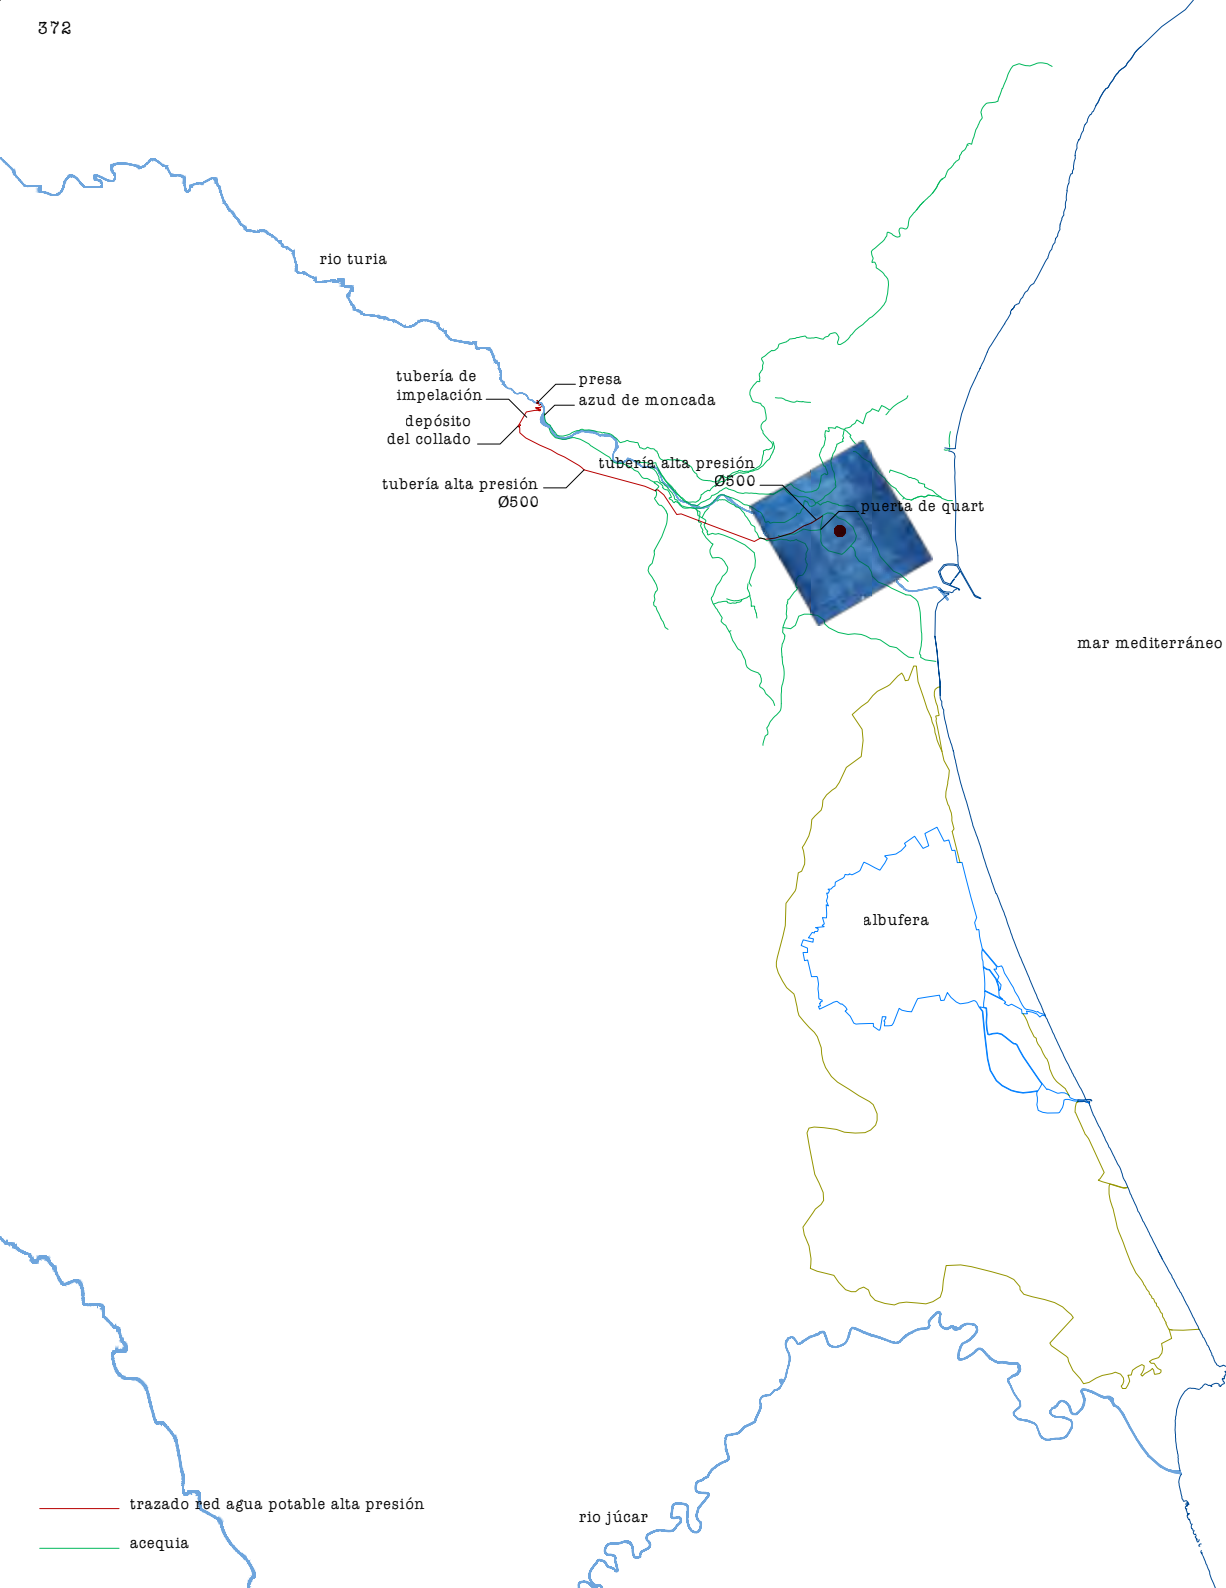 372
rio turia
tubería de
impelación
presa
azud de moncada
depósito
del collado
tubería alta presión
Ø500
tubería alta presión
Ø500
puerta de quart
mar mediterráneo
albufera
trazado red agua potable alta presión
rio júcar
acequia